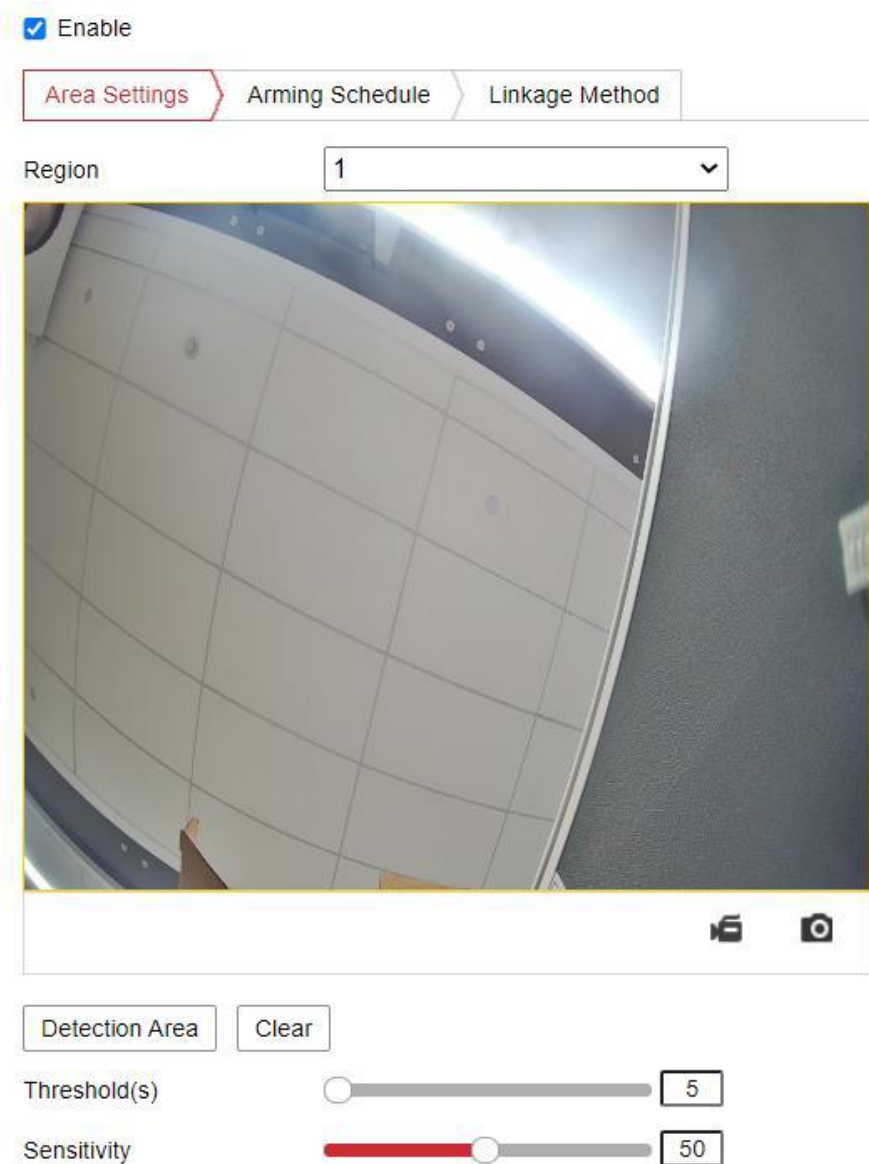 Enable
Area Settings Arming Schedule Linkage Method
Region 1
Detection Area Clear
Threshold(s) 5
Sensitivity 50